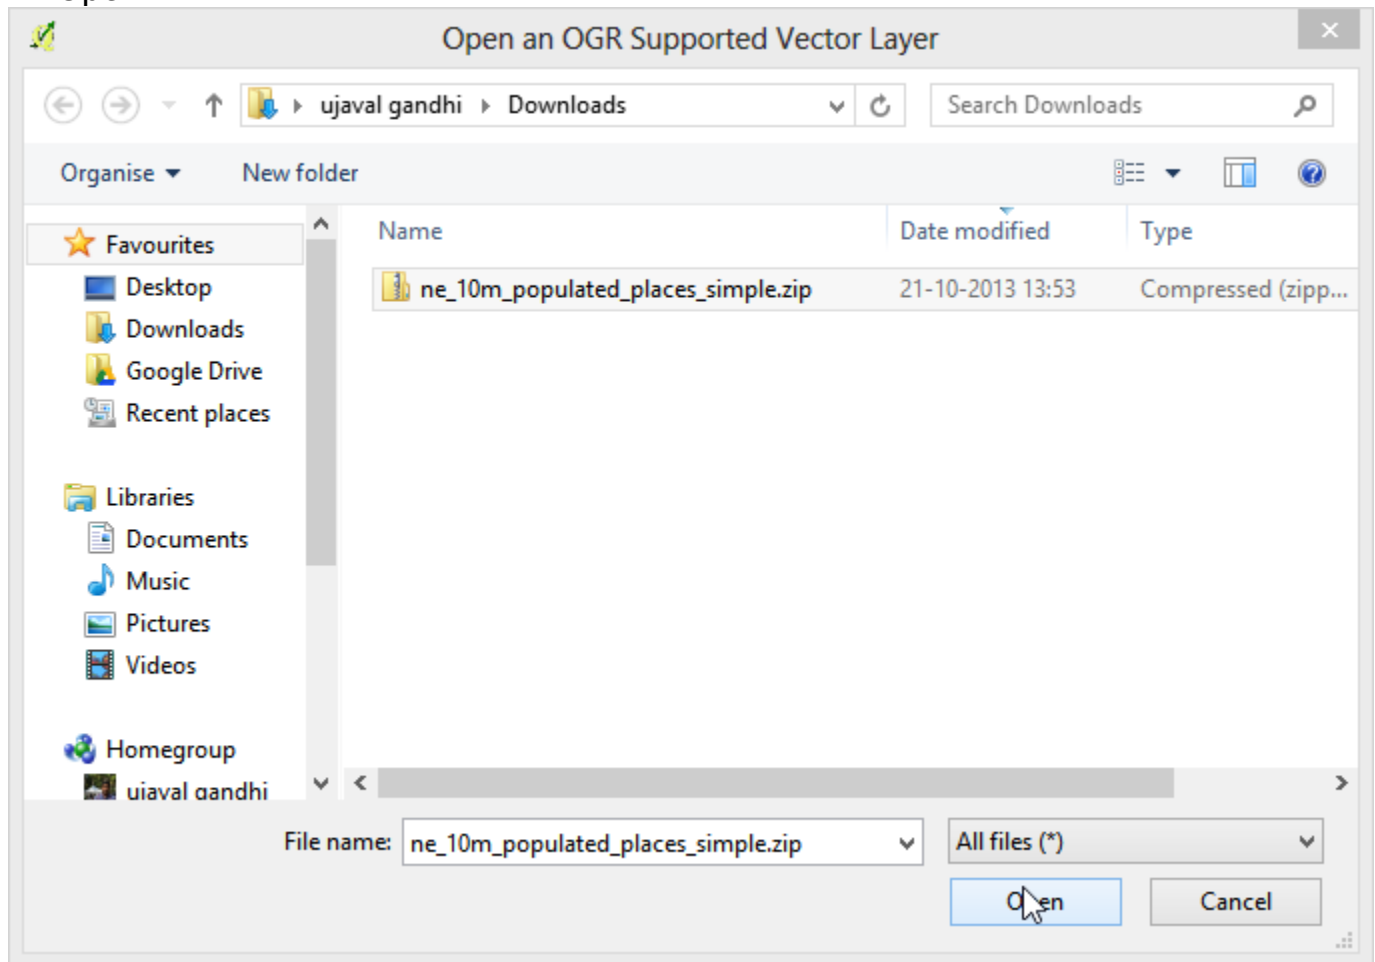 Open an OGR Supported Vector Layer
ujaval gandhi Downloads
Search Downloads
Organise New folder
Name Date modified Type
Favourites
ne_10m_populated_places_simple.zip 21-10-2013 13:53 Compressed (zipp...
Desktop
Downloads
Google Drive
Recent places
Libraries
Documents
Music
Pictures
Videos
Homegroup
ujaval gandhi
File name: ne_10m_populated_places_simple.zip All files (*)
Open Cancel